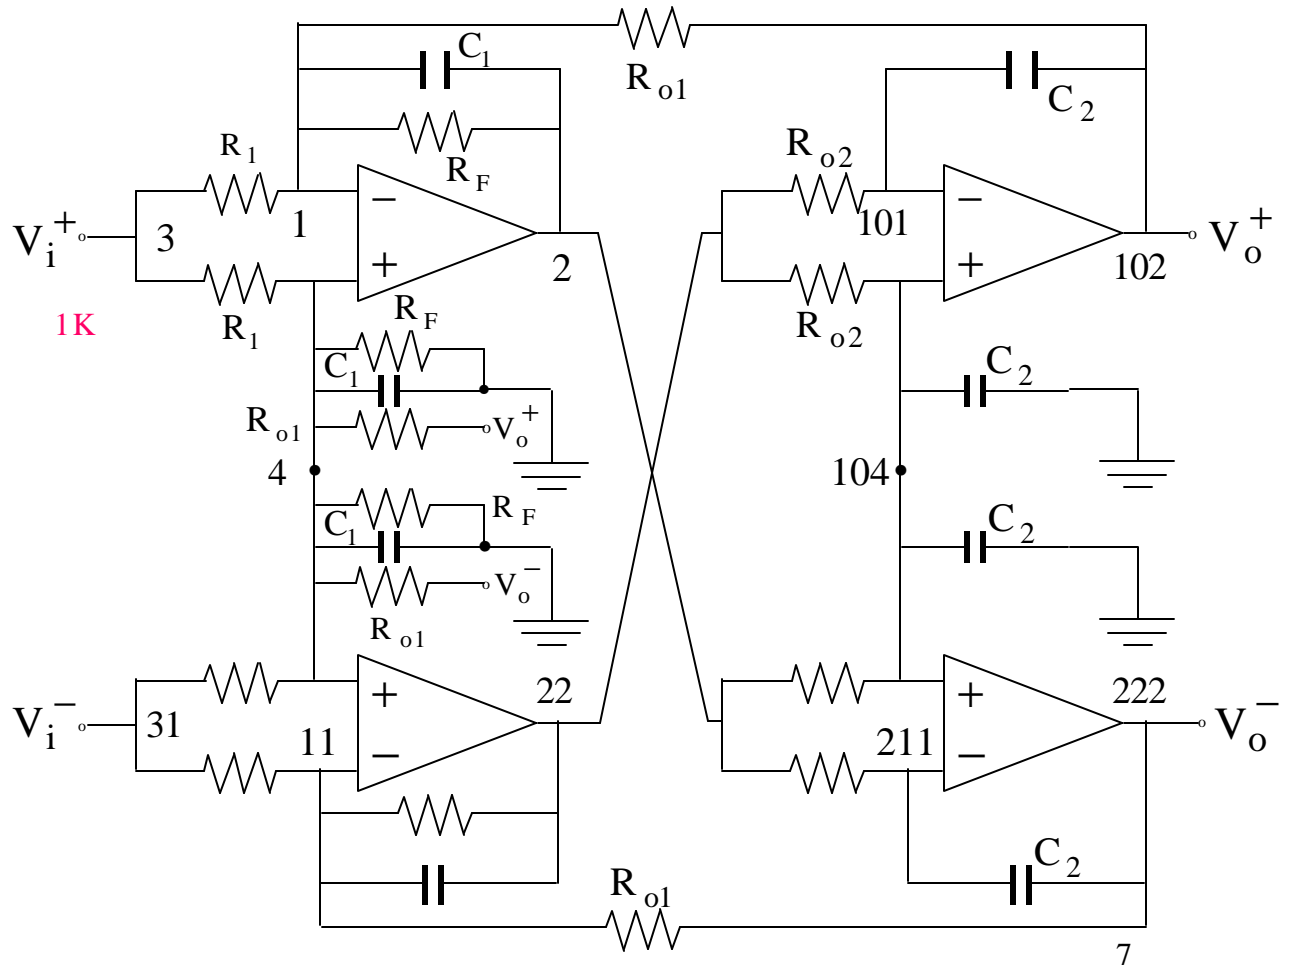 C1
Ro1
C2
R1
RF
Ro2
Vi+
3
1
−
+
2
101
−
+
102
Vo+
1K
R1
RF
Ro2
C1
C2
Ro1
Vo+
4
104
RF
C1
C2
Vo−
Ro1
+
22
+
222
Vi−
31
11
−
211
−
Vo−
C2
Ro1
7